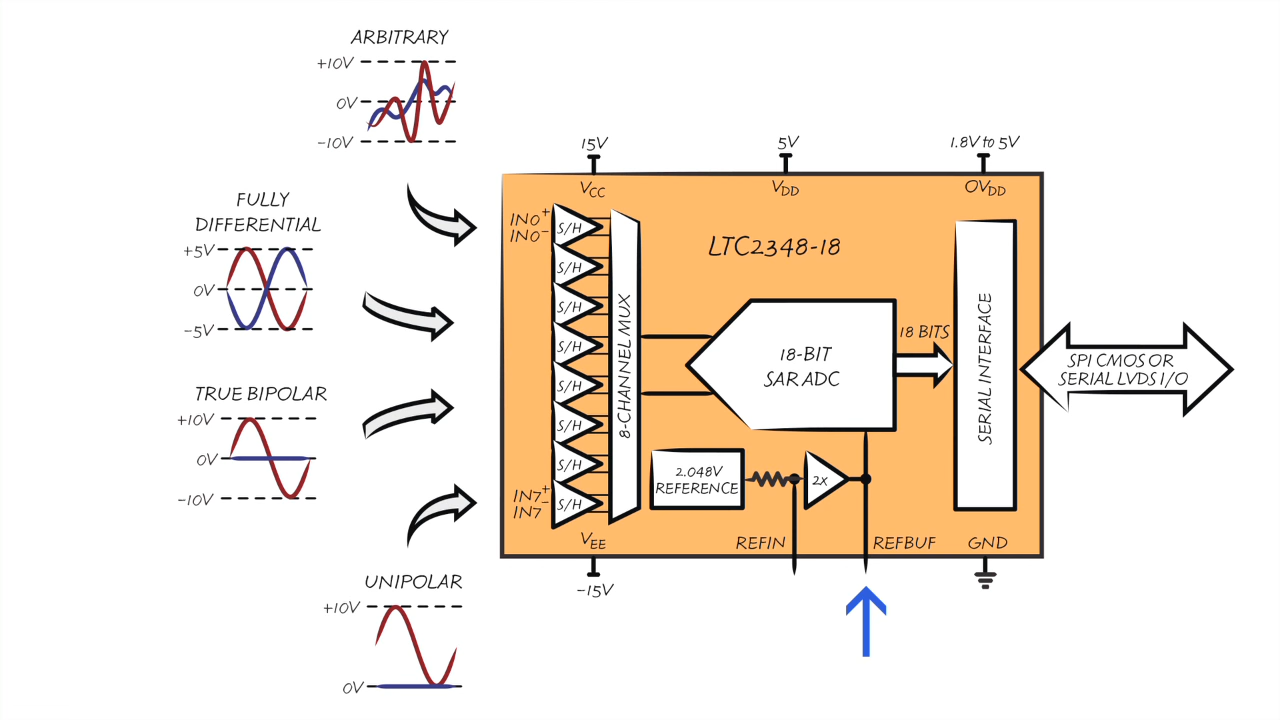 ARBITRARY
+10V
0V
-10V
FULLY
DIFFERENTIAL
+5V
0V
-5V
TRUE BIPOLAR
+10V
0V
-10V
UNIPOLAR
+10V
0V
15V
5V
1.8V to 5V
VCC
VDD
OVDD
IN0+
IN0-
S/H
S/H
S/H
S/H
S/H
S/H
S/H
S/H
IN7+
IN7-
8-CHANNEL MUX
LTC2348-18
18-BIT
SAR ADC
18 BITS
SERIAL INTERFACE
SPI CMOS OR
SERIAL LVDS I/O
2.048V
REFERENCE
2x
VEE
REFIN
REFBUF
GND
-15V